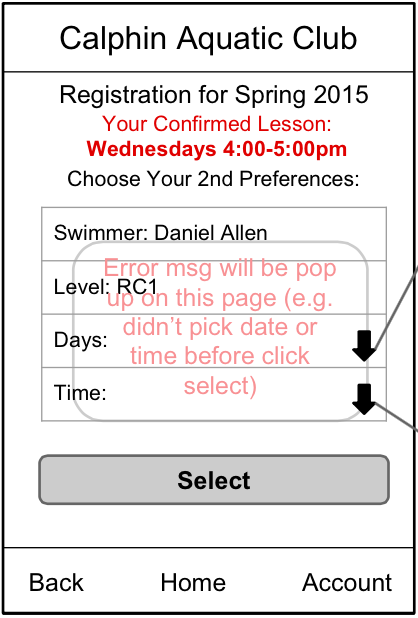 Calphin Aquatic Club
Registration for Spring 2015
Your Confirmed Lesson:
Wednesdays 4:00-5:00pm
Choose Your 2nd Preferences:
Swimmer: Daniel Allen
Level: RC1
Days:
Time:
Error msg will be pop
up on this page (e.g.
didn’t pick date or
time before click
select)
Select
Back Home Account